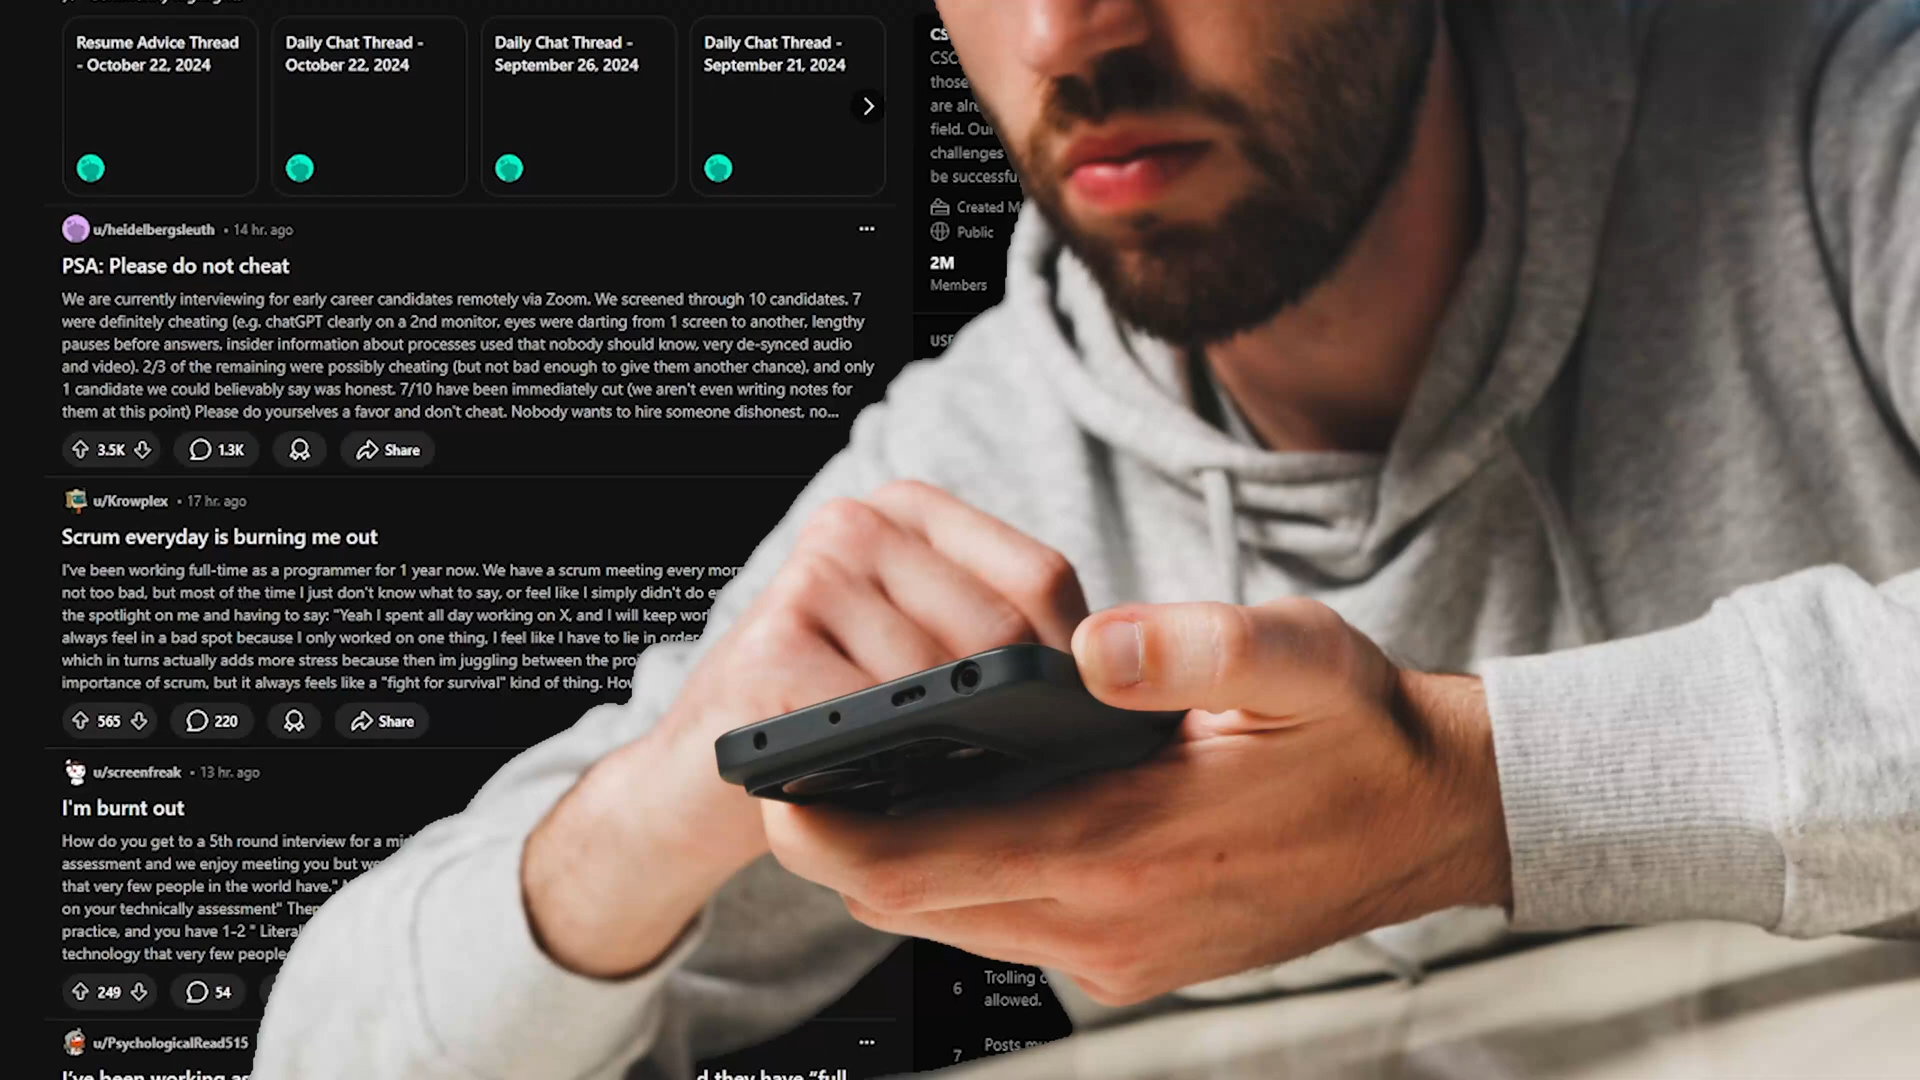 Resume Advice Thread
- October 22, 2024
Daily Chat Thread -
October 22, 2024
Daily Chat Thread -
September 26, 2024
Daily Chat Thread -
September 21, 2024
u/heidelbergsleuth • 14 hr. ago
PSA: Please do not cheat
We are currently interviewing for early career candidates remotely via Zoom. We screened through 10 candidates. 7
were definitely cheating (e.g. chatGPT clearly on a 2nd monitor, eyes were darting from 1 screen to another, lengthy
pauses before answers, insider information about processes used that nobody should know, very de-synced audio
and video). 2/3 of the remaining were possibly cheating (but not bad enough to give them another chance), and only
1 candidate we could believably say was honest. 7/10 have been immediately cut (we aren't even writing notes for
them at this point) Please do yourselves a favor and don't cheat. Nobody wants to hire someone dishonest, no...
3.5K
1.3K
Share
u/Krowplex • 17 hr. ago
Scrum everyday is burning me out
I've been working full-time as a programmer for 1 year now. We have a scrum meeting every
not too bad, but most of the time I just don't know what to say, or feel like I simply didn't do
the spotlight on me and having to say: "Yeah I spent all day working on X, and I will keep
always feel in a bad spot because I only worked on one thing, I feel like I have to lie in order
which in turns actually adds more stress because then im juggling between the
importance of scrum, but it always feels like a "fight for survival" kind of thing.
565
220
Share
u/screenfreak • 13 hr. ago
I'm burnt out
How do you get to a 5th round interview for a
assessment and we enjoy meeting you but
that very few people in the world have."
on your technically assessment"
practice, and you have 1-2 "
technology that very few people
249
54
u/PsychologicalRead515
I've been working
they have "full
those
field.
challenges
Created
Public
2M
Members
6
Trolling
allowed.
7
Posts